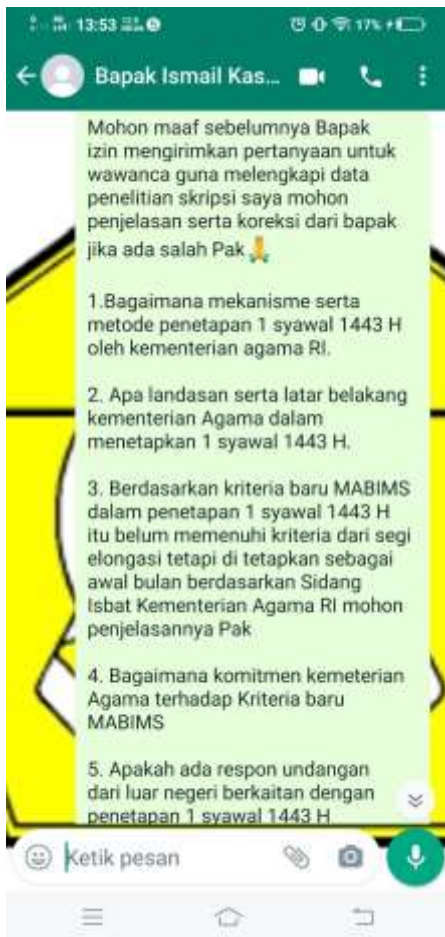 13:53
17%
Bapak Ismail Kas...
Mohon maaf sebelumnya Bapak
izin mengirimkan pertanyaan untuk
wawanca guna melengkapi data
penelitian skripsi saya mohon
penjelasan serta koreksi dari bapak
jika ada salah Pak 🙏
1.Bagaimana mekanisme serta
metode penetapan 1 syawal 1443 H
oleh kementerian agama RI.
2. Apa landasan serta latar belakang
kementerian Agama dalam
menetapkan 1 syawal 1443 H.
3. Berdasarkan kriteria baru MABIMS
dalam penetapan 1 syawal 1443 H
itu belum memenuhi kriteria dari segi
elongasi tetapi di tetapkan sebagai
awal bulan berdasarkan Sidang
Isbat Kementerian Agama RI mohon
penjelasannya Pak
4. Bagaimana komitmen kemeterian
Agama terhadap Kriteria baru
MABIMS
5. Apakah ada respon undangan
dari luar negeri berkaitan dengan
penetapan 1 syawal 1443 H
Ketik pesan